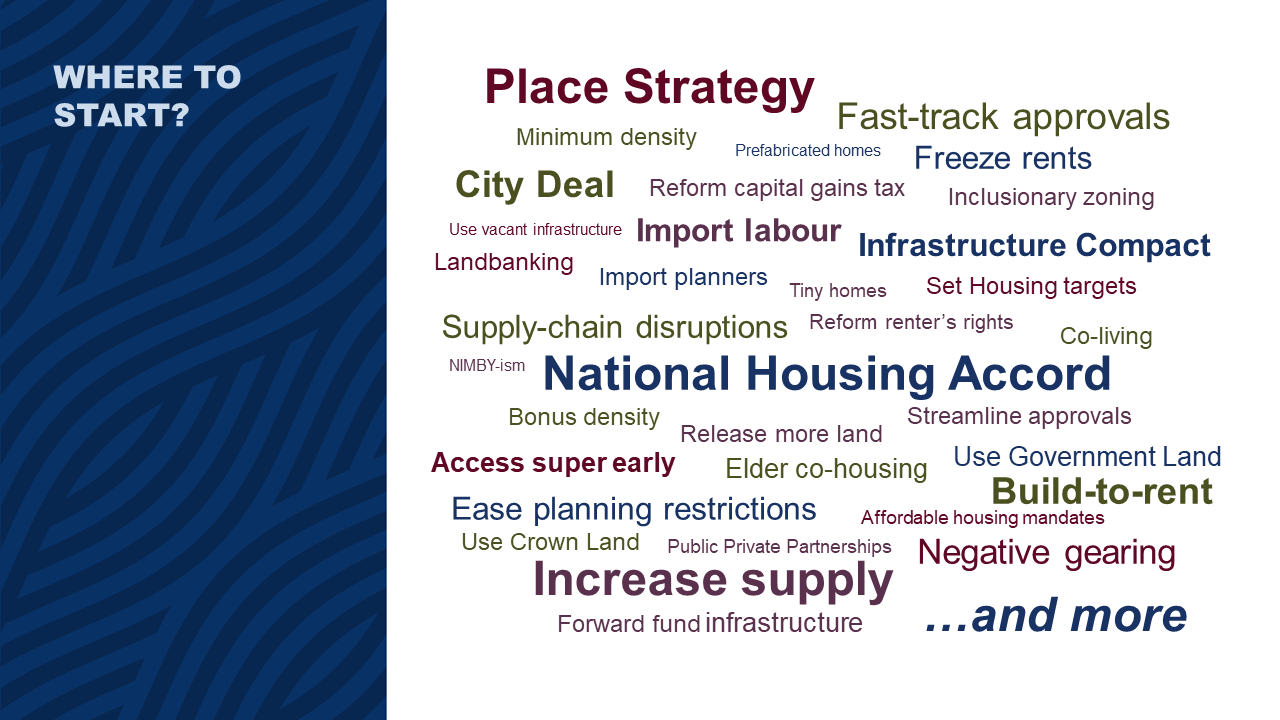 WHERE TO
START?
Place Strategy
Fast-track approvals
Minimum density
Prefabricated homes
Freeze rents
City Deal
Reform capital gains tax
Inclusionary zoning
Use vacant infrastructure
Import labour
Infrastructure Compact
Landbanking
Import planners
Tiny homes
Set Housing targets
Supply-chain disruptions
Reform renter’s rights
Co-living
NIMBY-ism
National Housing Accord
Bonus density
Release more land
Streamline approvals
Access super early
Elder co-housing
Use Government Land
Build-to-rent
Ease planning restrictions
Affordable housing mandates
Use Crown Land
Public Private Partnerships
Negative gearing
Increase supply
Forward fund infrastructure
…and more